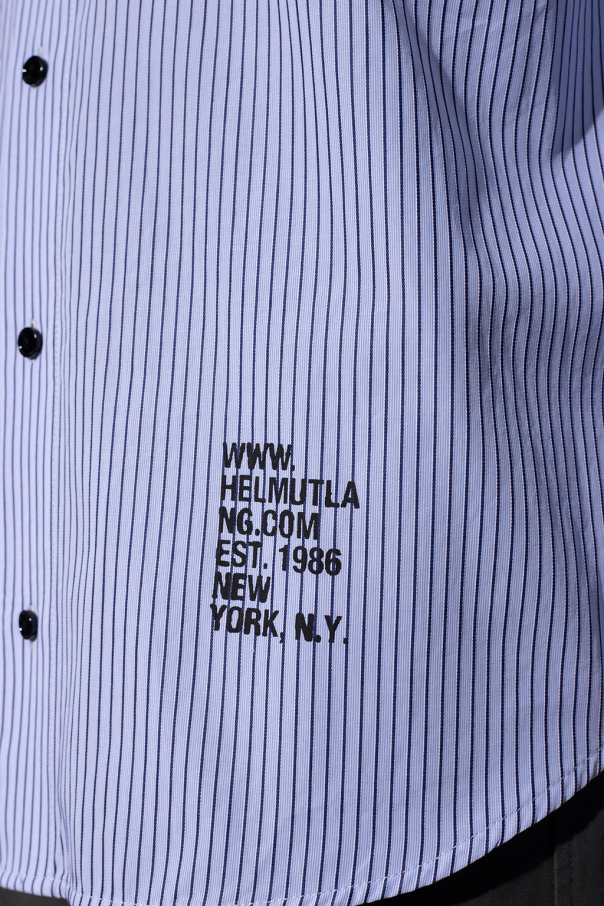 WWW.
HELMUTLA
NG.COM
EST. 1986
NEW
YORK, N.Y.